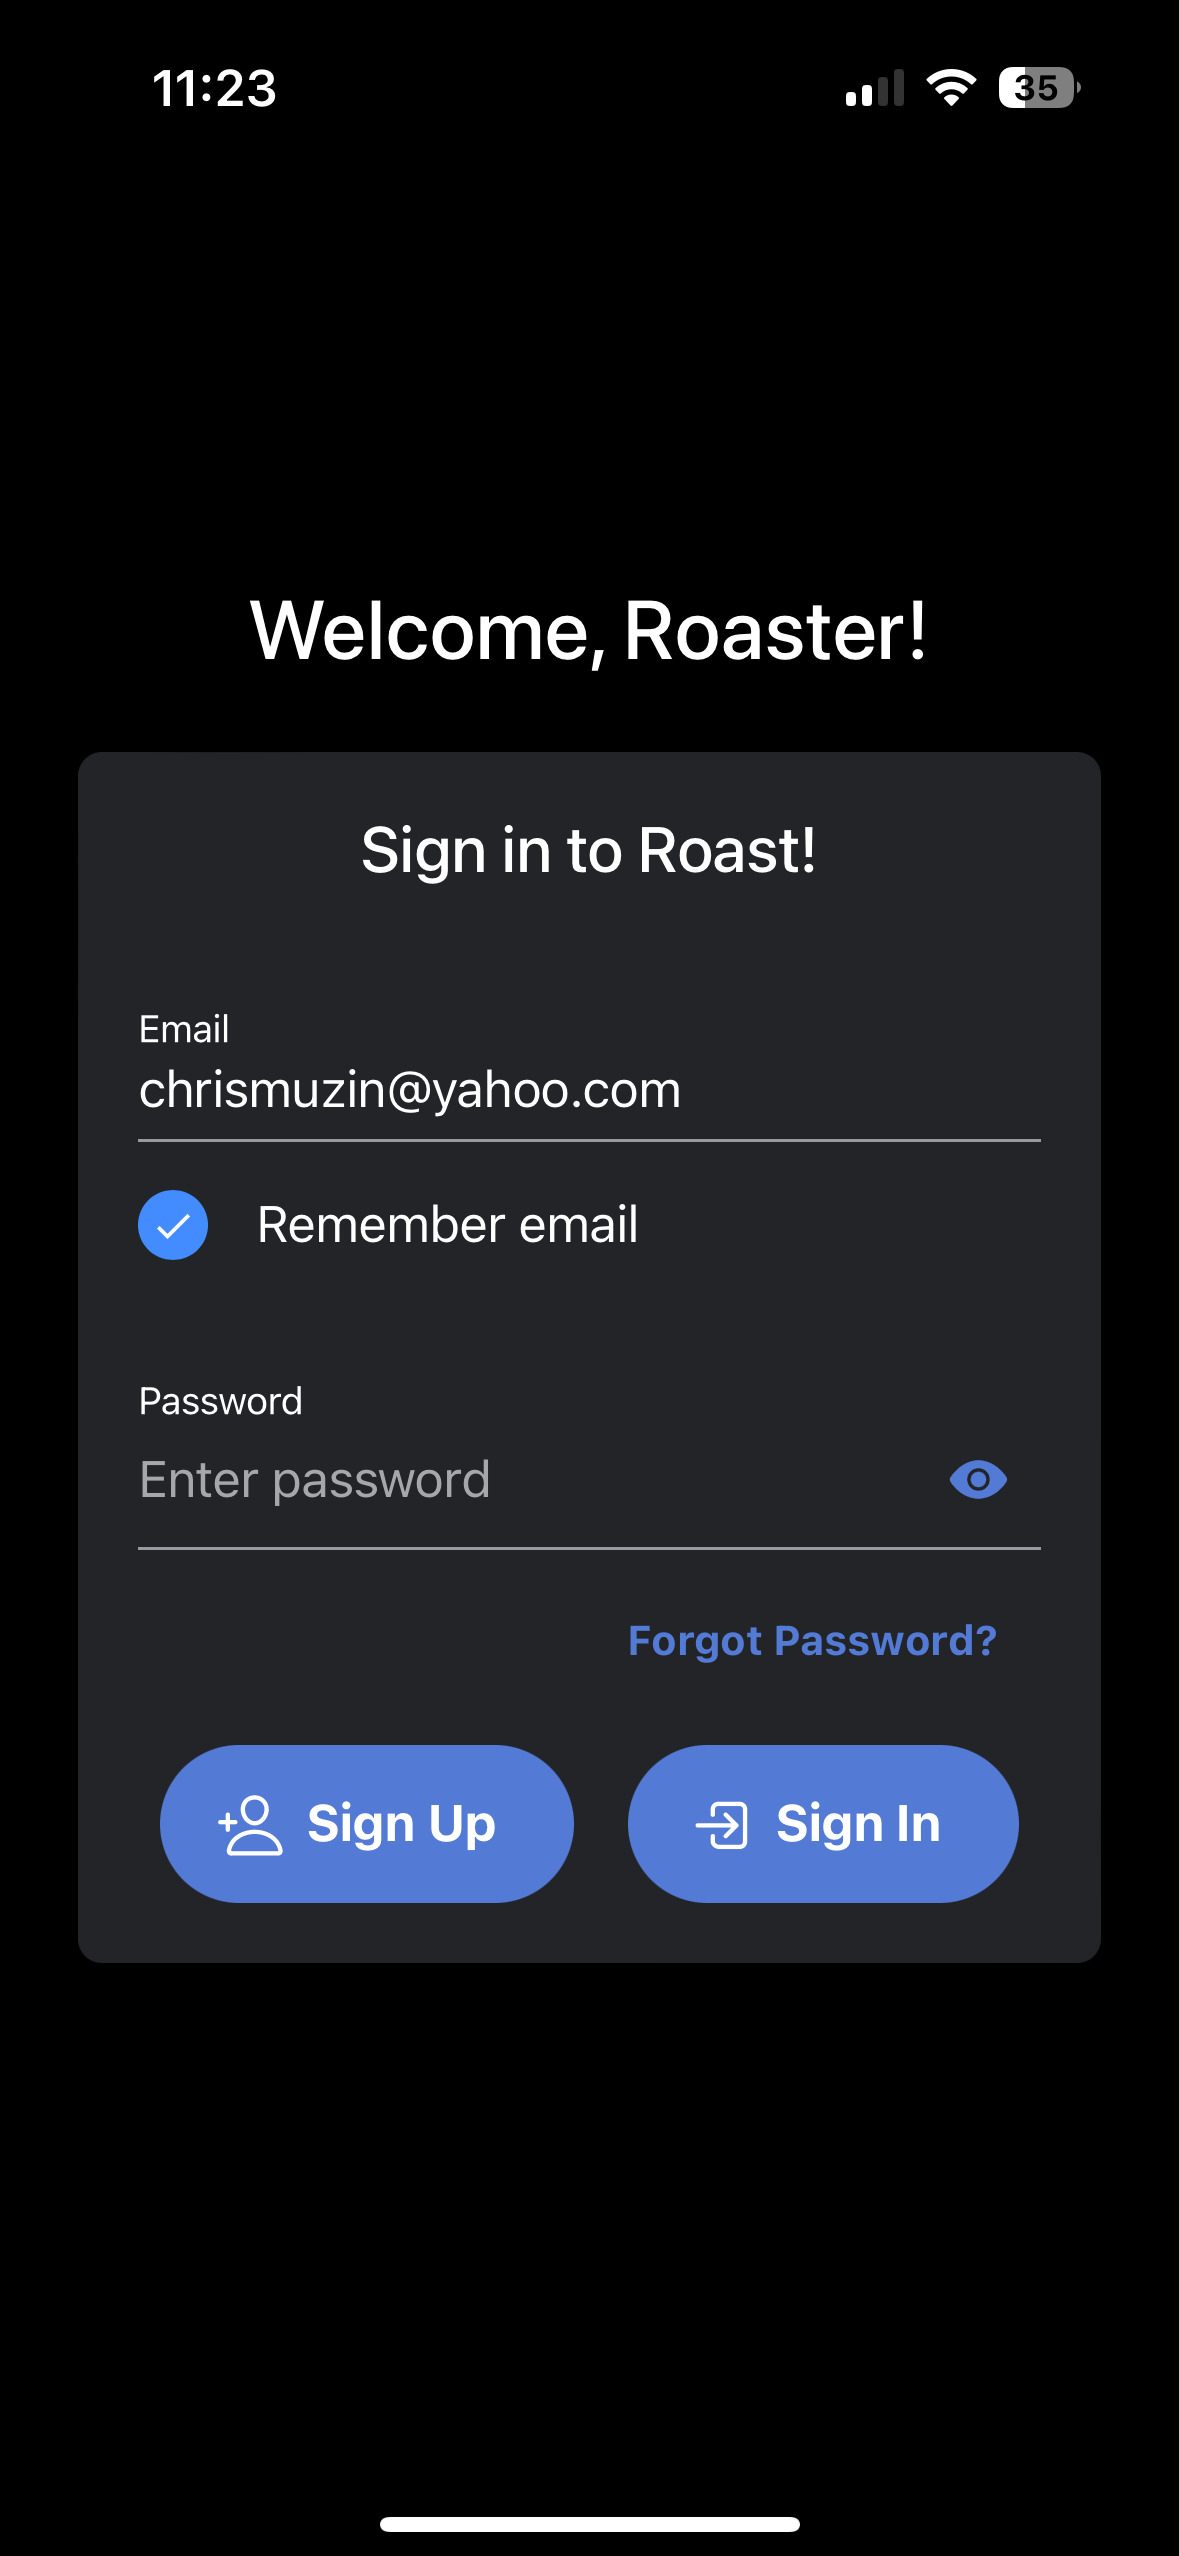 11:23
35
Welcome, Roaster!
Sign in to Roast!
Email
chrismuzin@yahoo.com
Remember email
Password
Enter password
Forgot Password?
Sign Up
Sign In